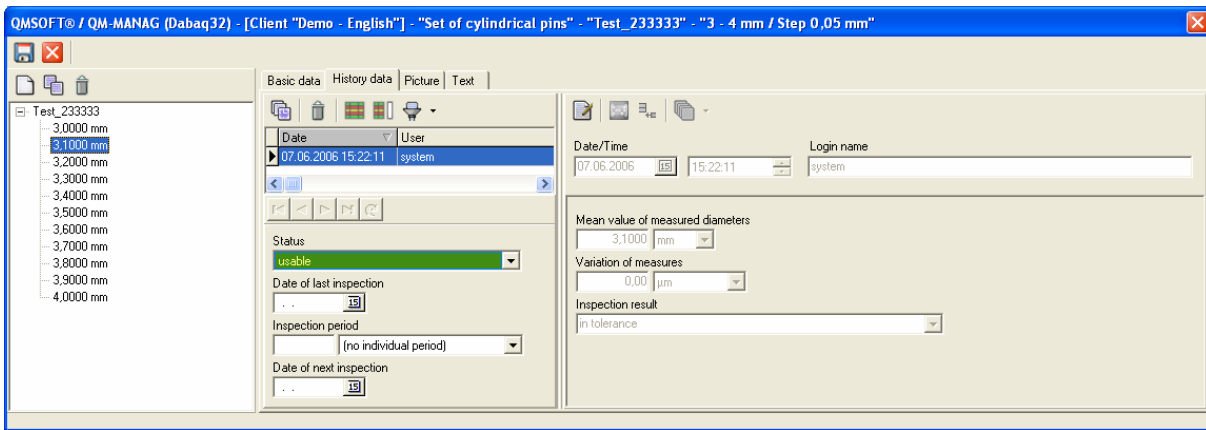 QMSOFT® / QM-MANAG (Dabaq32) - [Client "Demo - English"] - "Set of cylindrical pins" - "Test_233333" - "3 - 4 mm / Step 0,05 mm"
Basic data History data Picture Text
Test_233333
3,0000 mm
3,1000 mm
3,2000 mm
3,3000 mm
3,4000 mm
3,5000 mm
3,6000 mm
3,7000 mm
3,8000 mm
3,9000 mm
4,0000 mm
Date User
07.06.2006 15:22:11 system
Status
usable
Date of last inspection
. . 15
Inspection period
(no individual period)
Date of next inspection
. . 15
Date/Time Login name
07.06.2006 15 15:22:11 system
Mean value of measured diameters
3,1000 mm
Variation of measures
0,00 µm
Inspection result
in tolerance